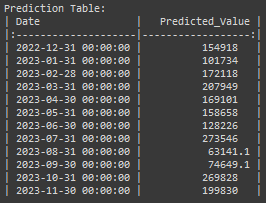 Prediction Table:
| Date                |   Predicted_Value |
|:--------------------|------------------:|
| 2022-12-31 00:00:00 |          154918   |
| 2023-01-31 00:00:00 |          101734   |
| 2023-02-28 00:00:00 |          172118   |
| 2023-03-31 00:00:00 |          207949   |
| 2023-04-30 00:00:00 |          169101   |
| 2023-05-31 00:00:00 |          158658   |
| 2023-06-30 00:00:00 |          128226   |
| 2023-07-31 00:00:00 |          273546   |
| 2023-08-31 00:00:00 |           63141.1 |
| 2023-09-30 00:00:00 |           74649.1 |
| 2023-10-31 00:00:00 |          269828   |
| 2023-11-30 00:00:00 |          199830   |